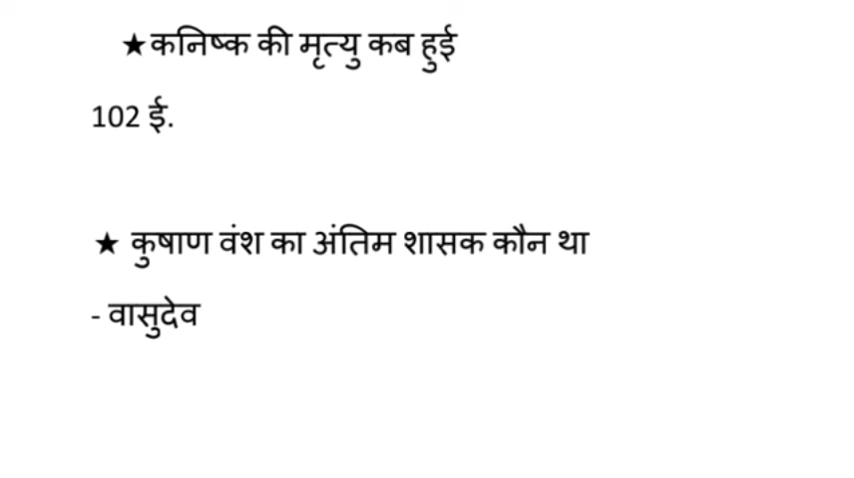 ★कनिष्क की मृत्यु कब हुई
102 ई.
★ कुषाण वंश का अंतिम शासक कौन था
- वासुदेव